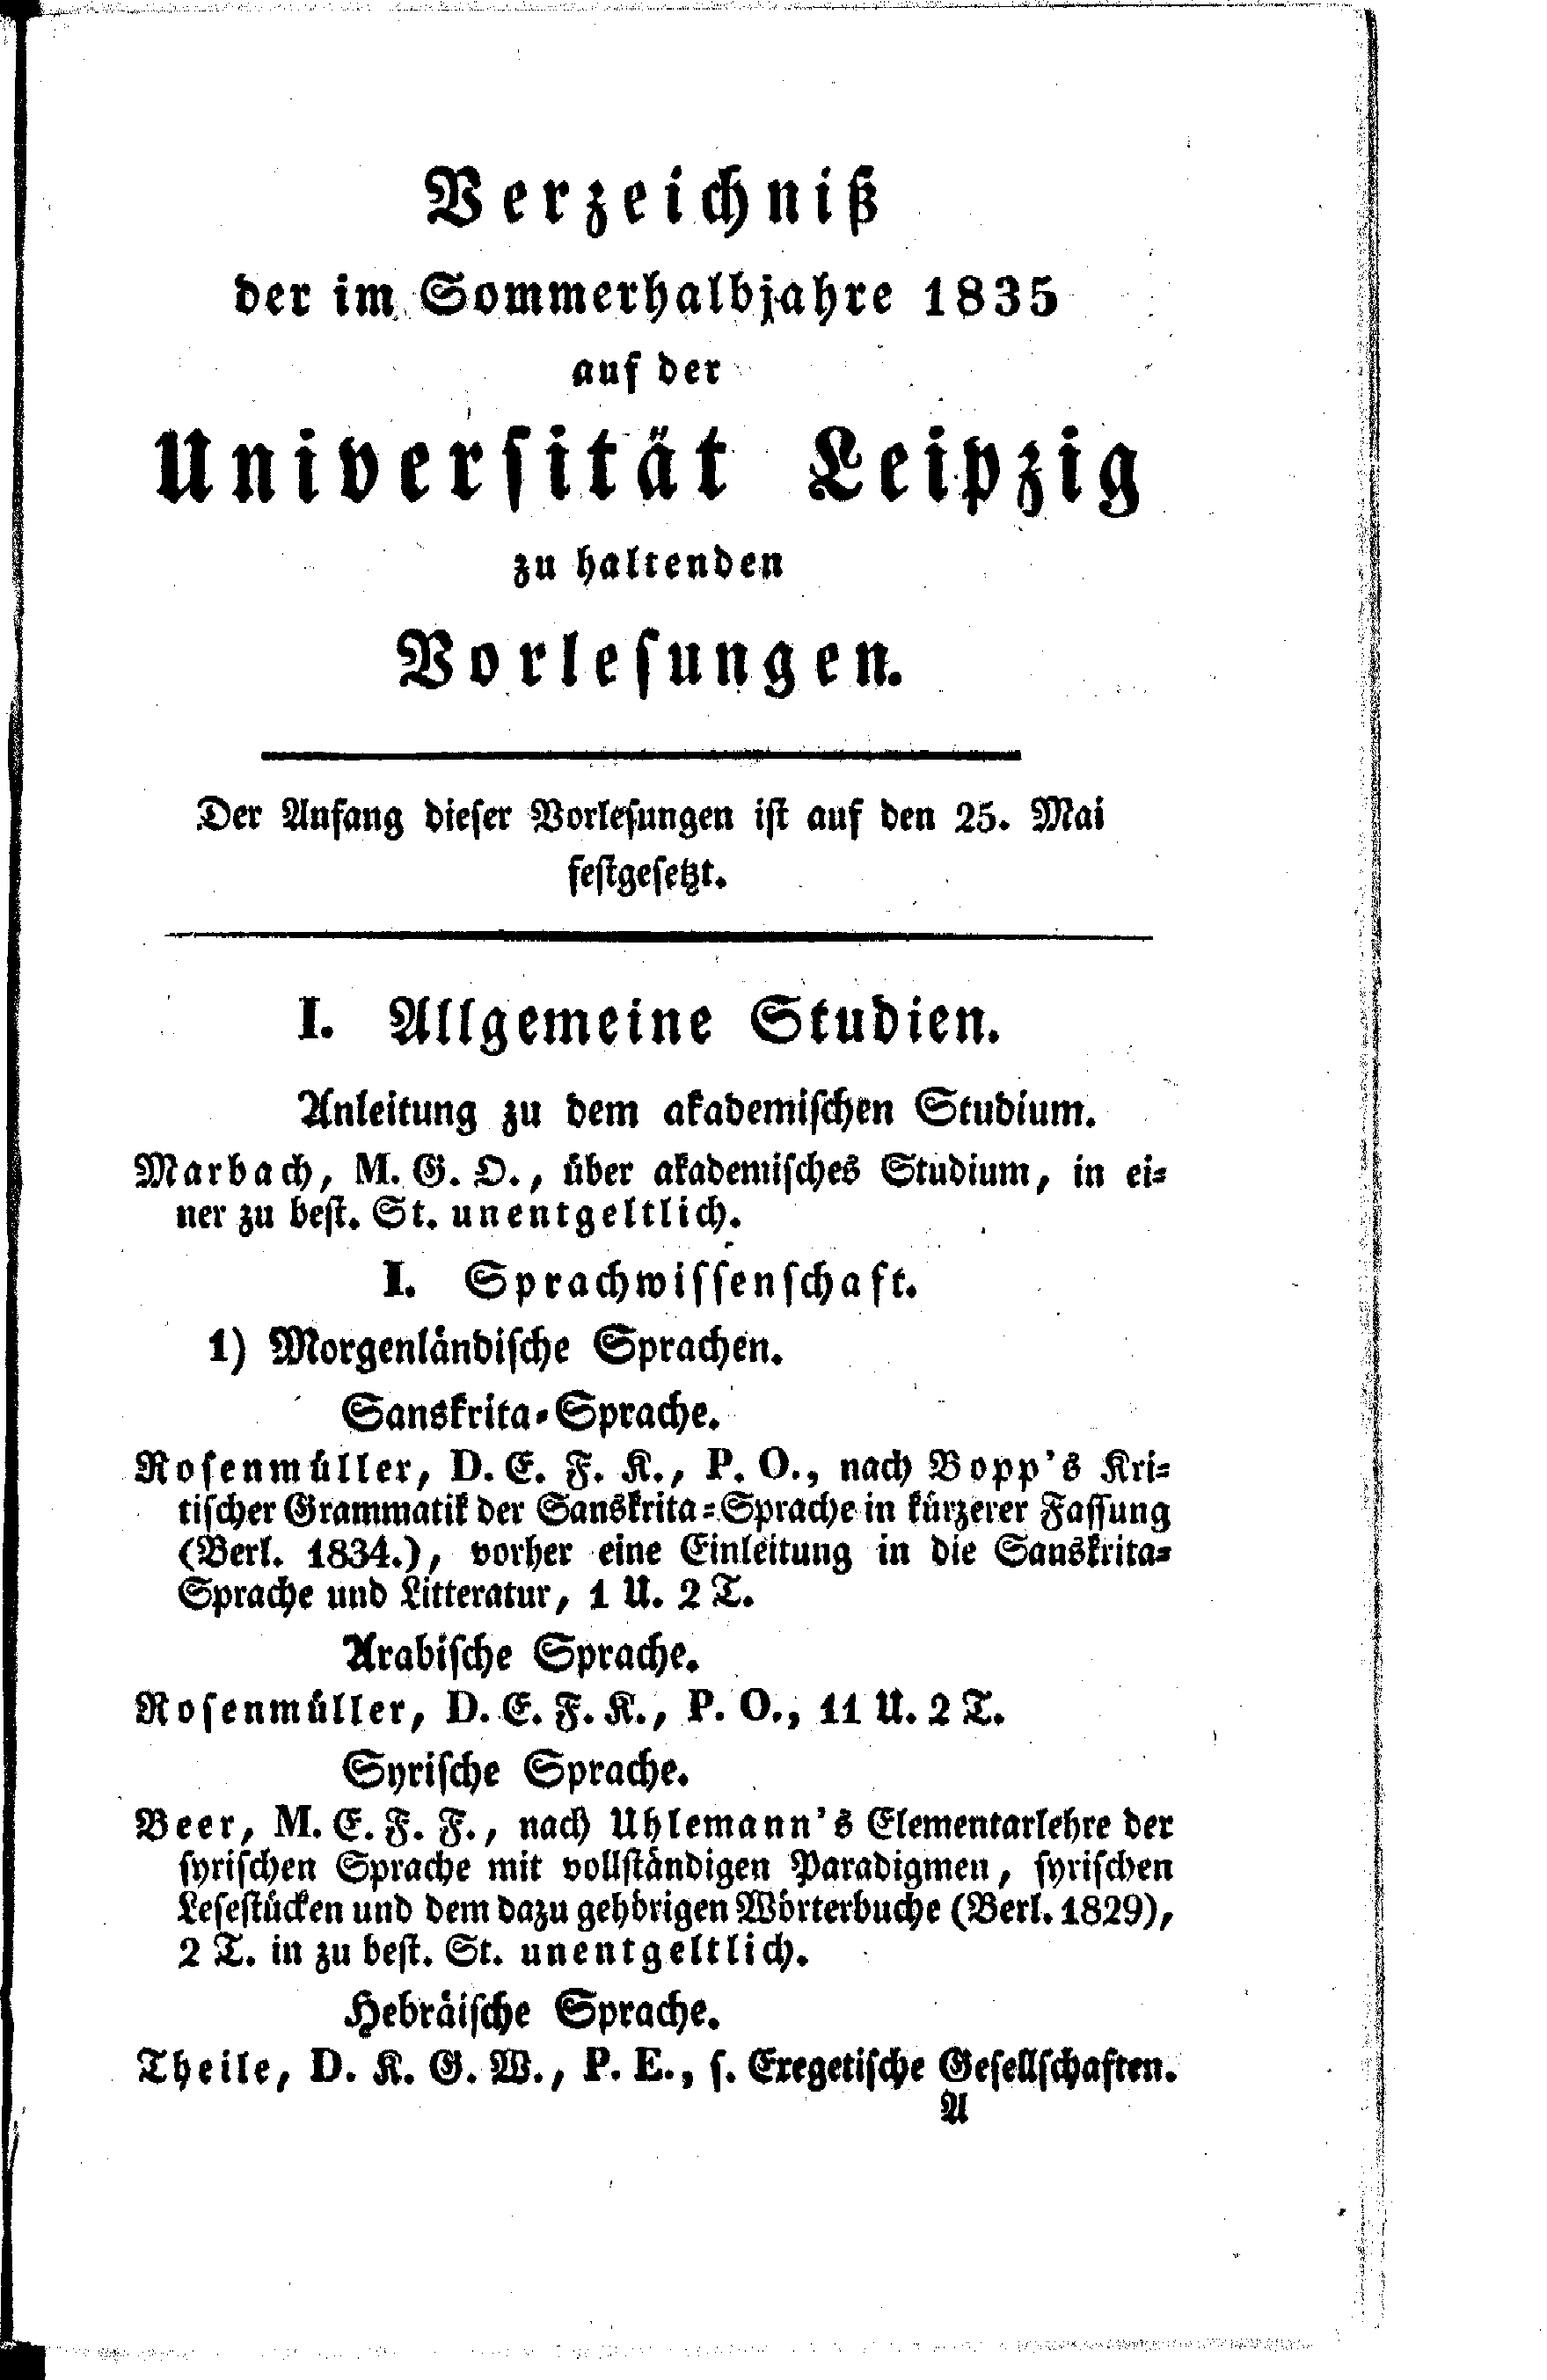 Verzeichniß
der im Sommerhalbjahre 1835
auf der
Universität Leipzig
zu haltenden
Vorlesungen.
Der Anfang dieser Vorlesungen ist auf den 25. Mai
festgesetzt.
I. Allgemeine Studien.
Anleitung zu dem akademischen Studium.
Marbach, M. G. O., über akademisches Studium, in ei-
ner zu best. St. unentgeltlich.
I. Sprachwissenschaft.
1) Morgenländische Sprachen.
Sanskrita-Sprache.
Rosenmüller, D. E. F. K., P. O., nach Bopp's Kri-
tischer Grammatik der Sanskrita-Sprache in kürzerer Fassung
(Berl. 1834.), vorher eine Einleitung in die Sanskrita-
Sprache und Litteratur, 1 U. 2 T.
Arabische Sprache.
Rosenmüller, D. E. F. K., P. O., 11 U. 2 T.
Syrische Sprache.
Beer, M. E. F. F., nach Uhlemann's Elementarlehre der
syrischen Sprache mit vollständigen Paradigmen, syrischen
Lesestücken und dem dazu gehörigen Wörterbuche (Berl. 1829),
2 T. in zu best. St. unentgeltlich.
Hebräische Sprache.
Theile, D. K. G. W., P. E., s. Exegetische Gesellschaften.
A